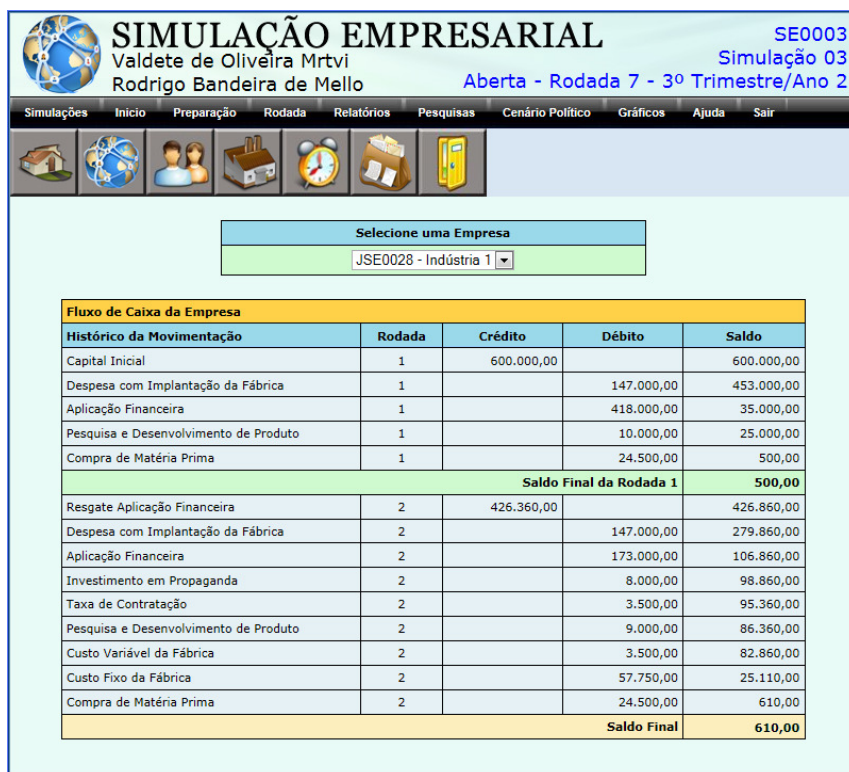 SIMULAÇÃO EMPRESARIAL
Valdete de Oliveira Mrtvi
Rodrigo Bandeira de Mello
SE0003
Simulação 03
Aberta - Rodada 7 - 3º Trimestre/Ano 2
Simulações Inicio Preparação Rodada Relatórios Pesquisas Cenário Político Gráficos Ajuda Sair
Selecione uma Empresa
JSE0028 - Indústria 1
Fluxo de Caixa da Empresa
Histórico da Movimentação Rodada Crédito Débito Saldo
Capital Inicial 1 600.000,00 600.000,00
Despesa com Implantação da Fábrica 1 147.000,00 453.000,00
Aplicação Financeira 1 418.000,00 35.000,00
Pesquisa e Desenvolvimento de Produto 1 10.000,00 25.000,00
Compra de Matéria Prima 1 24.500,00 500,00
Saldo Final da Rodada 1 500,00
Resgate Aplicação Financeira 2 426.360,00 426.860,00
Despesa com Implantação da Fábrica 2 147.000,00 279.860,00
Aplicação Financeira 2 173.000,00 106.860,00
Investimento em Propaganda 2 8.000,00 98.860,00
Taxa de Contratação 2 3.500,00 95.360,00
Pesquisa e Desenvolvimento de Produto 2 9.000,00 86.360,00
Custo Variável da Fábrica 2 3.500,00 82.860,00
Custo Fixo da Fábrica 2 57.750,00 25.110,00
Compra de Matéria Prima 2 24.500,00 610,00
Saldo Final 610,00